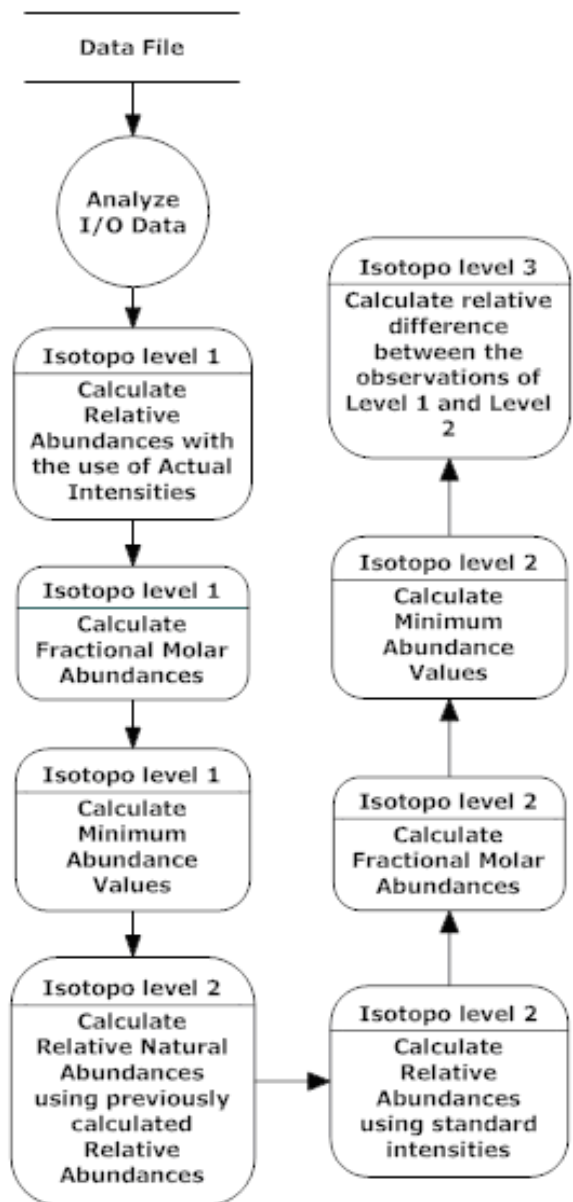 Data File
Analyze
I/O Data
Isotopo level 1
Calculate
Relative
Abundances with
the use of Actual
Intensities
Isotopo level 1
Calculate
Fractional Molar
Abundances
Isotopo level 1
Calculate
Minimum
Abundance
Values
Isotopo level 2
Calculate
Relative Natural
Abundances
using previously
calculated
Relative
Abundances
Isotopo level 2
Calculate
Relative
Abundances
using standard
intensities
Isotopo level 2
Calculate
Fractional Molar
Abundances
Isotopo level 2
Calculate
Minimum
Abundance
Values
Isotopo level 3
Calculate relative
difference
between the
observations of
Level 1 and Level
2